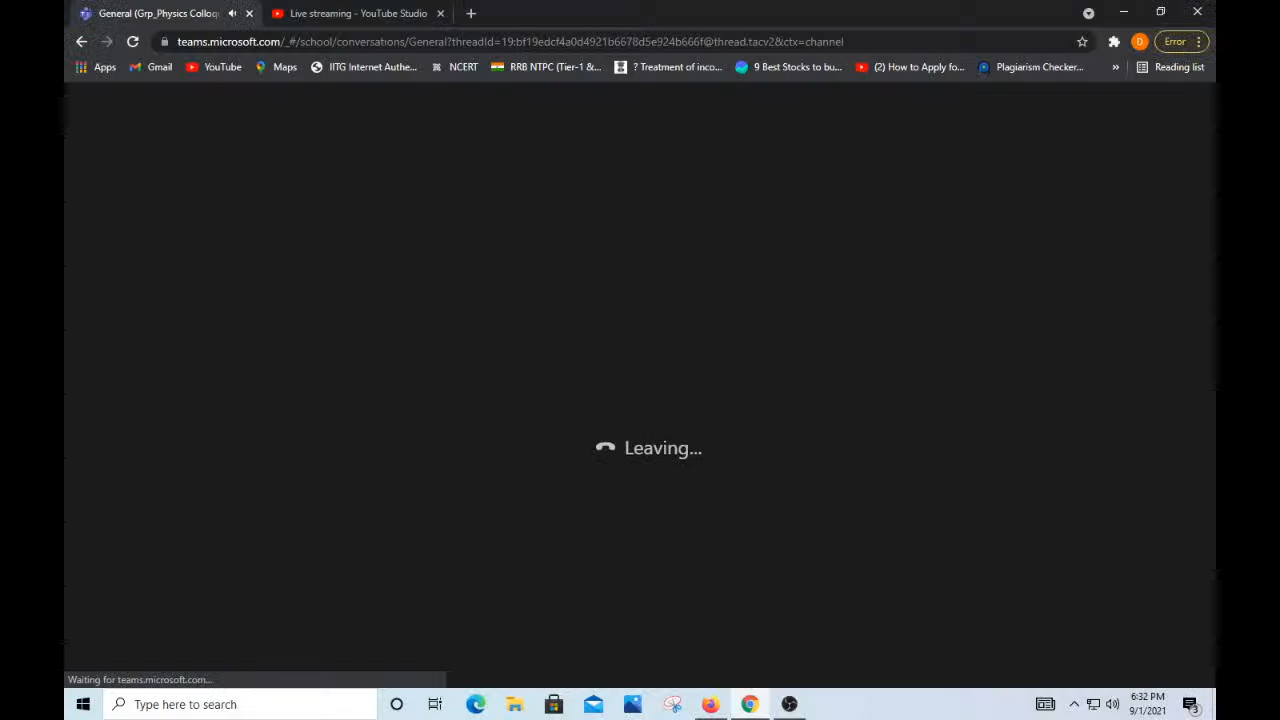 General (Grp_Physics Colloq
Live streaming - YouTube Studio
teams.microsoft.com/_#/school/conversations/General?threadId=19:bf19edcf4a0d4921b6678d5e924b666f@thread.tacv2&ctx=channel
D
Error
Apps
Gmail
YouTube
Maps
IITG Internet Authe...
NCERT
RRB NTPC (Tier-1 &...
? Treatment of inco...
9 Best Stocks to bu...
(2) How to Apply fo...
Plagiarism Checker...
»
Reading list
Leaving...
Waiting for teams.microsoft.com...
Type here to search
6:32 PM
9/1/2021
3